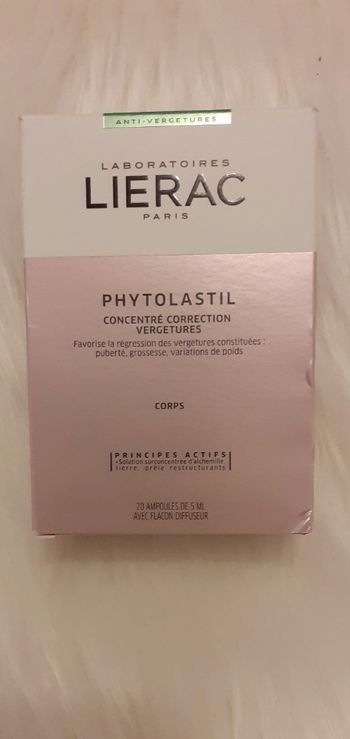 ANTI-VERGETURES
LABORATOIRES
LIERAC
PARIS
PHYTOLASTIL
CONCENTRÉ CORRECTION
VERGETURES
Favorise la régression des vergetures constituées :
puberté, grossesse, variations de poids
CORPS
PRINCIPES ACTIFS
•Solution surconcentrée d'alchemille,
lierre, prêle restructurants
20 AMPOULES DE 5 ML
AVEC FLACON DIFFUSEUR